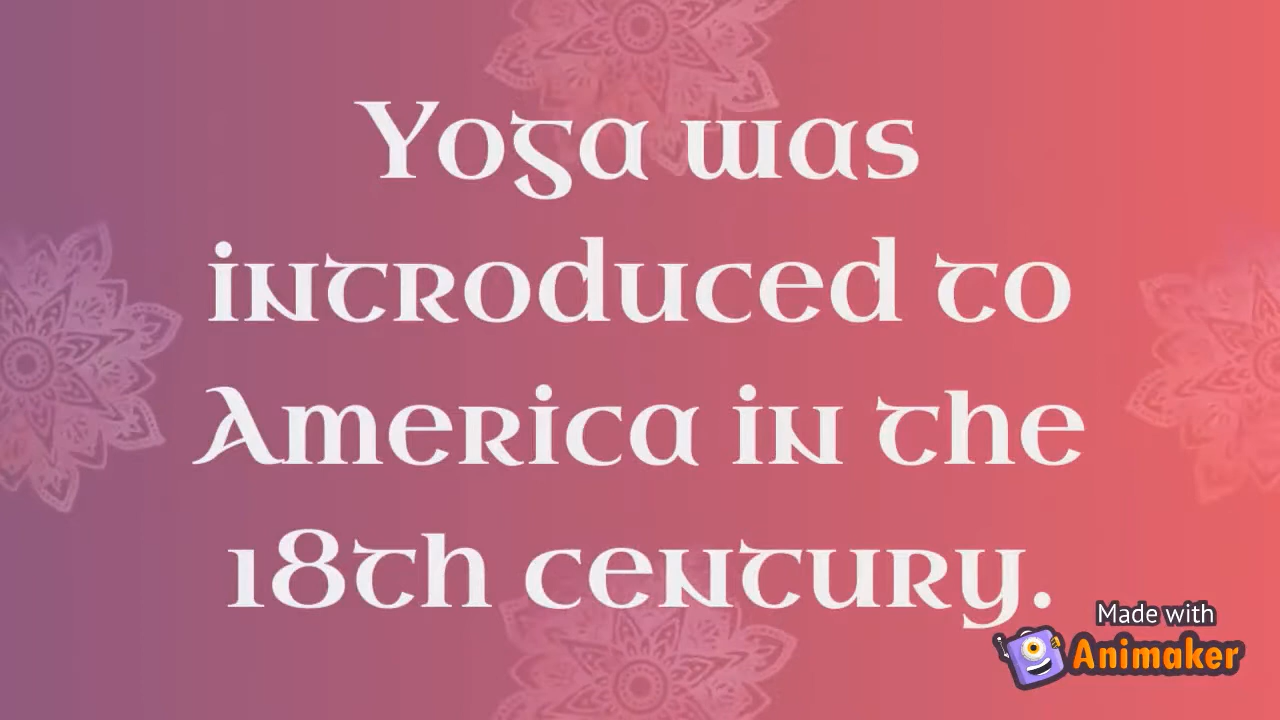 Yoga was
introduced to
America in the
18th century.
Made with
Animaker